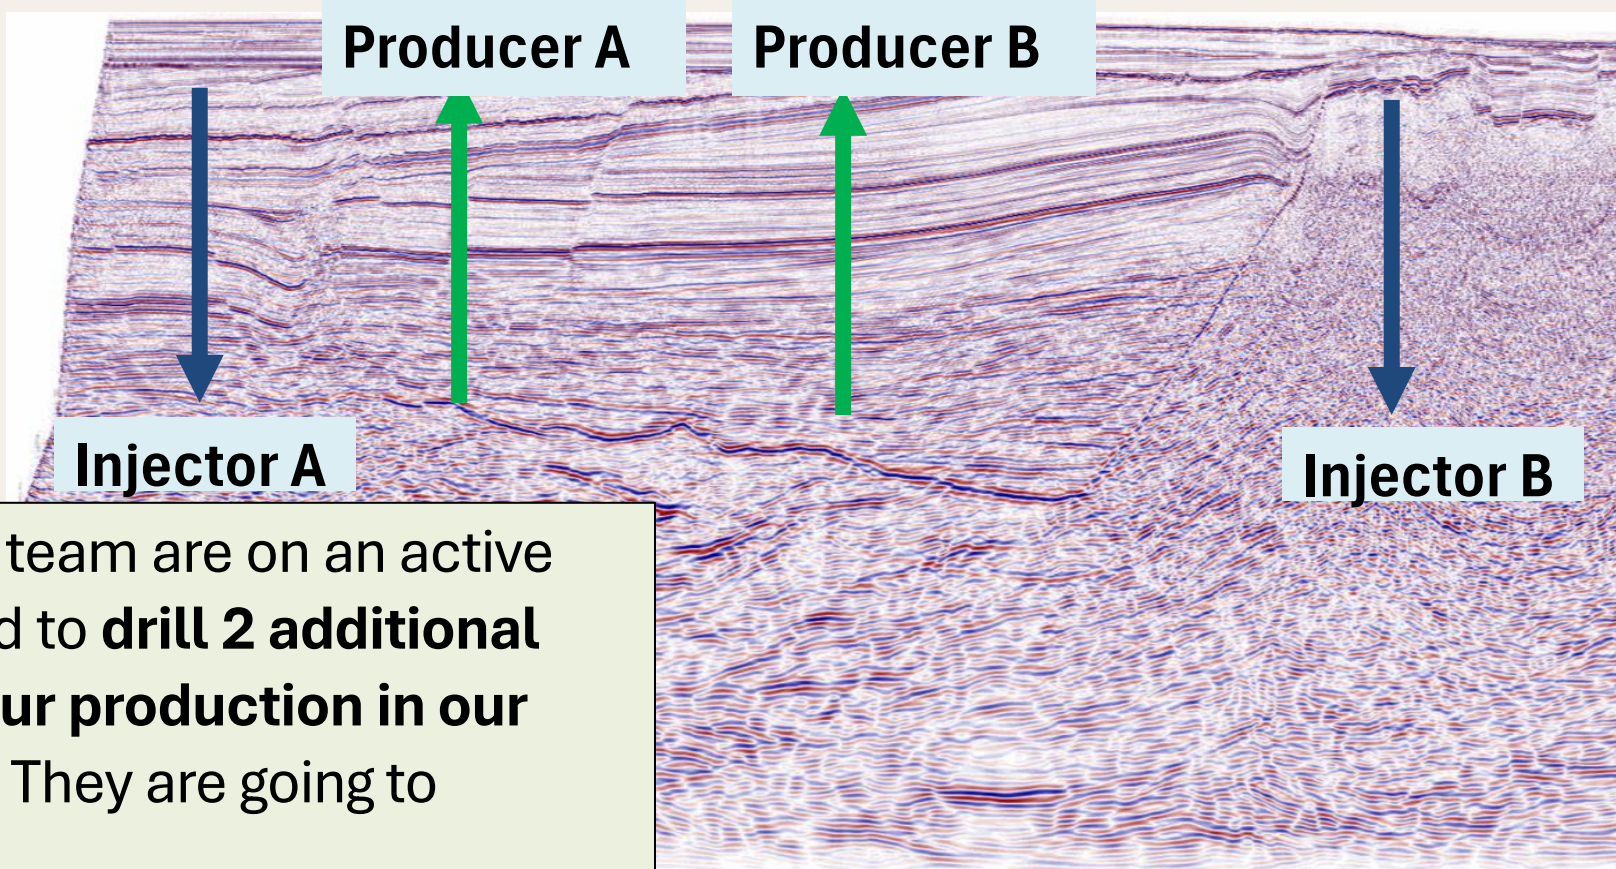 Producer A
Producer B
Injector A
Injector B
team are on an active
d to drill 2 additional
ur production in our
They are going to